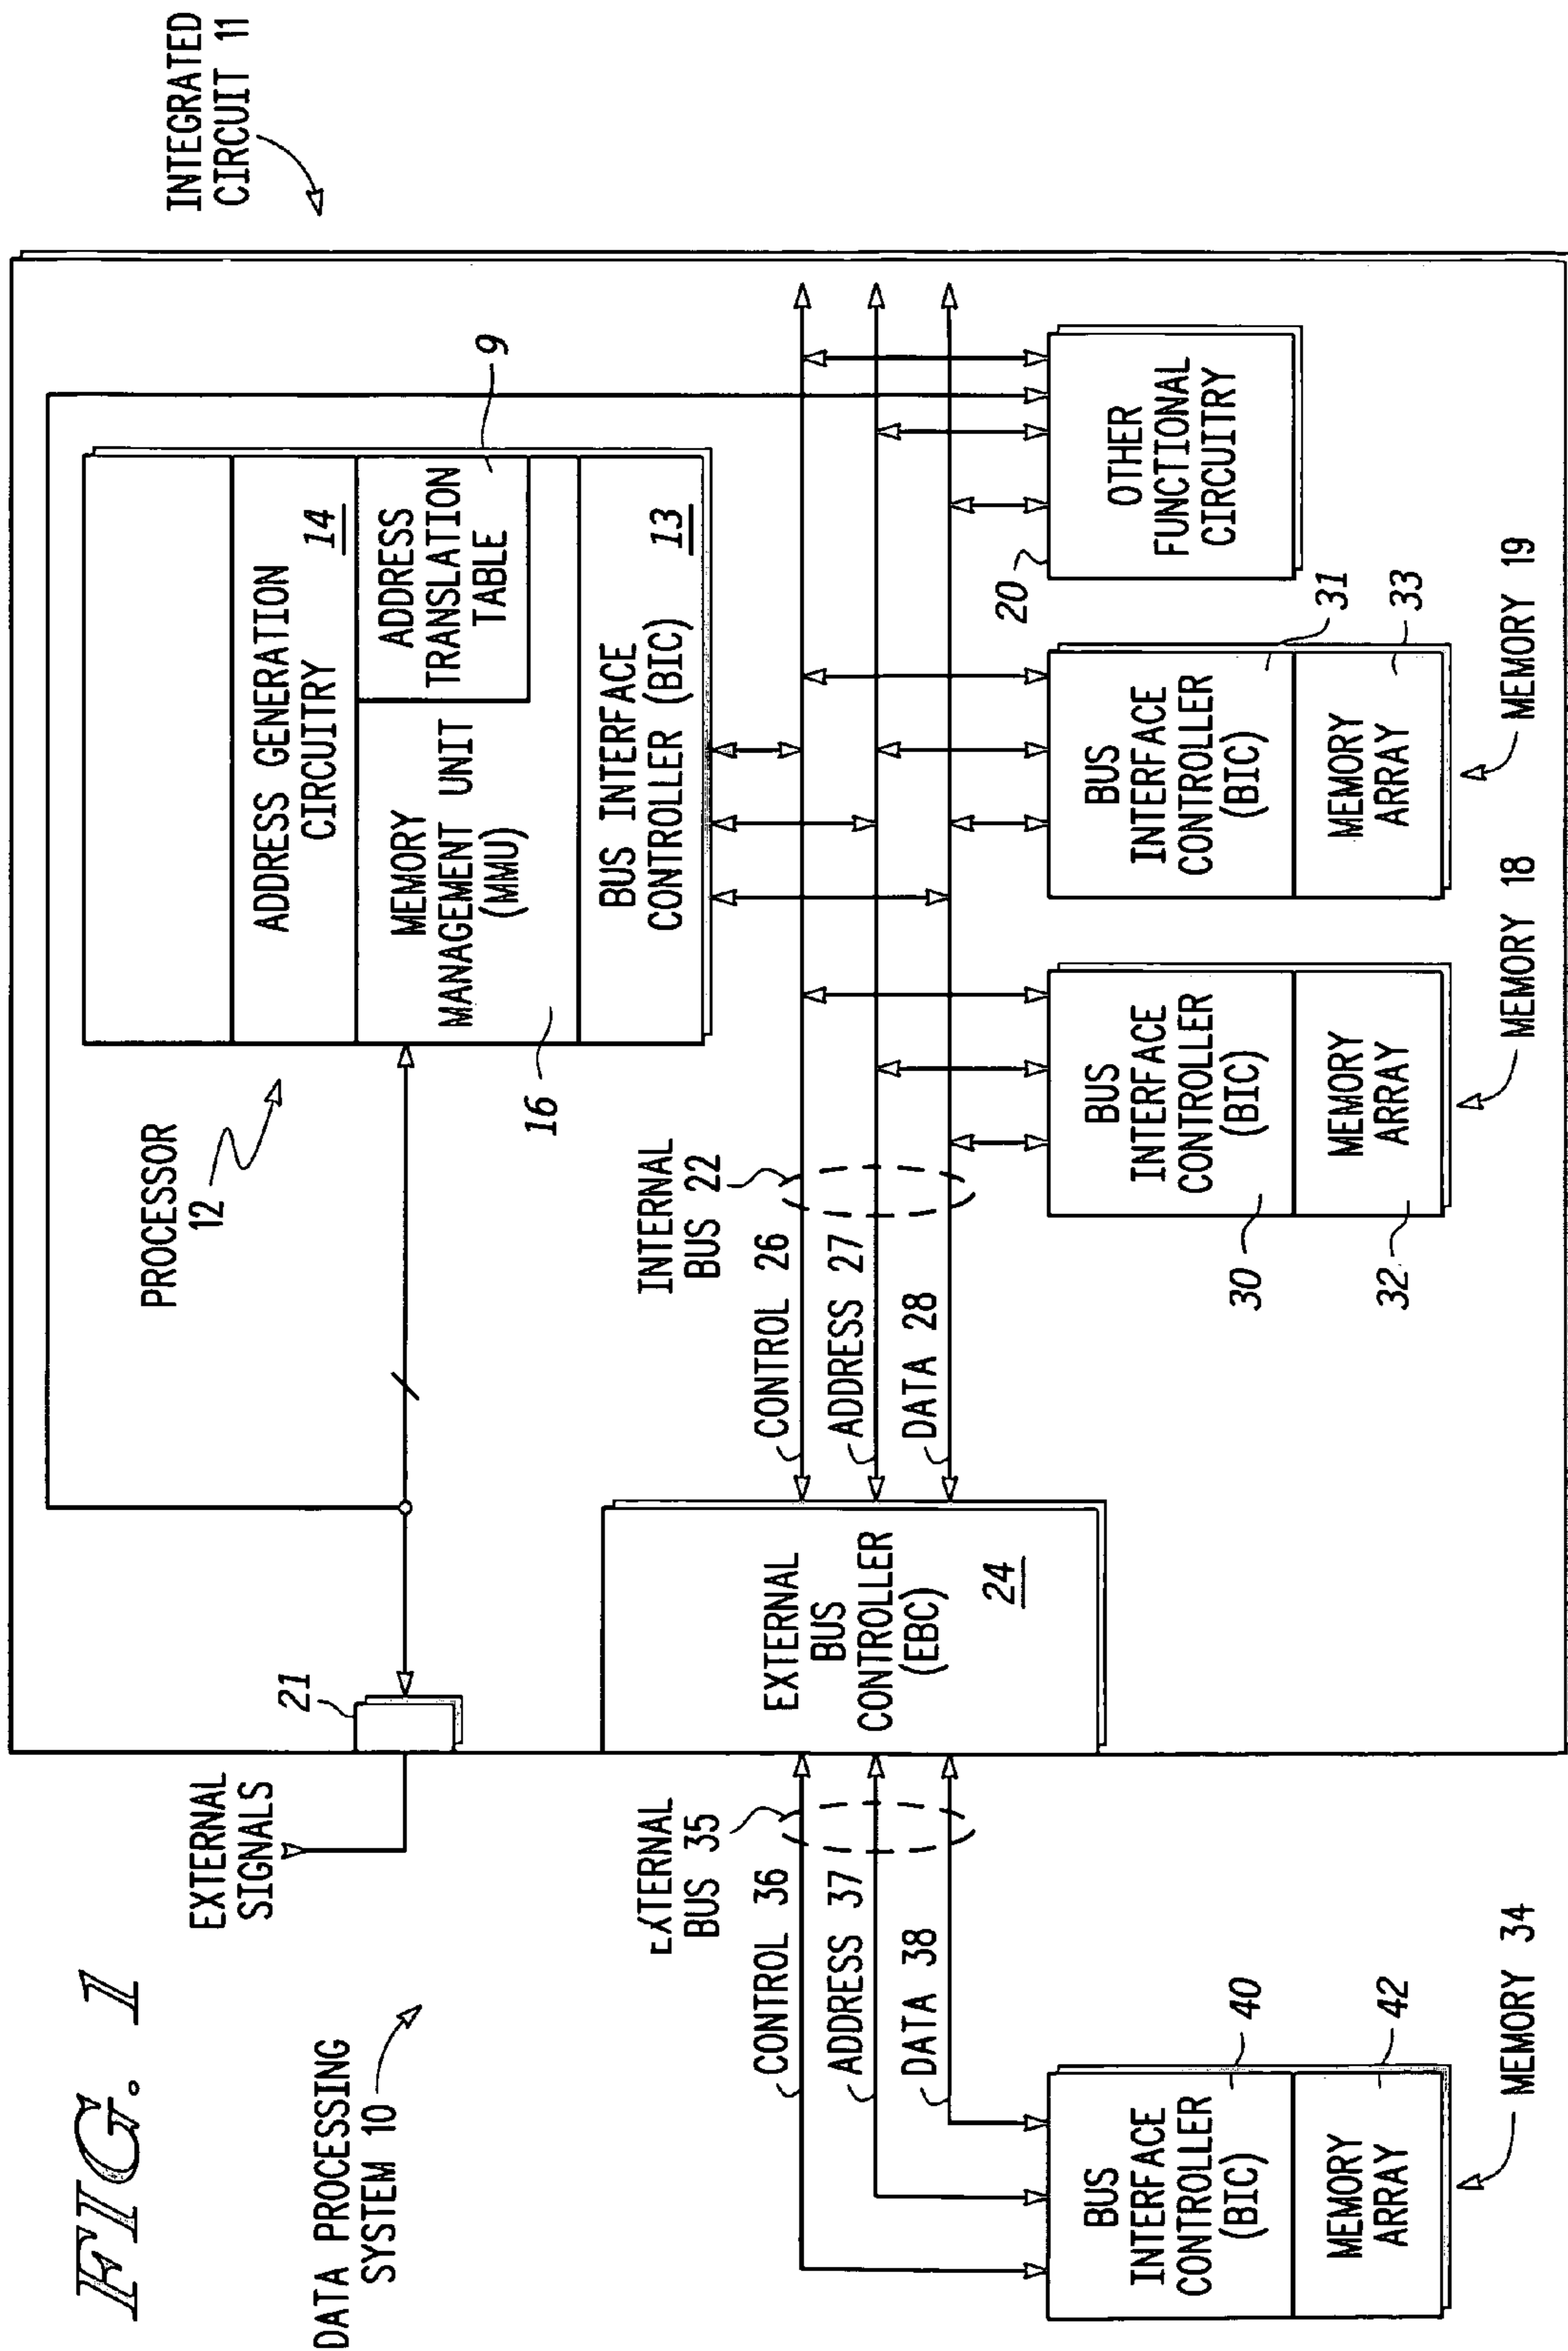 FIG. 1
DATA PROCESSING
SYSTEM 10
EXTERNAL
SIGNALS
21
INTEGRATED
CIRCUIT 11
PROCESSOR
12
ADDRESS GENERATION
CIRCUITRY
14
MEMORY
MANAGEMENT UNIT
(MMU)
16
ADDRESS
TRANSLATION
TABLE
9
BUS INTERFACE
CONTROLLER (BIC)
13
EXTERNAL
BUS 35
CONTROL 36
ADDRESS 37
DATA 38
EXTERNAL
BUS
CONTROLLER
(EBC)
24
INTERNAL
BUS 22
CONTROL 26
ADDRESS 27
DATA 28
BUS
INTERFACE
CONTROLLER
(BIC)
40
MEMORY
ARRAY
42
MEMORY 34
BUS
INTERFACE
CONTROLLER
(BIC)
30
MEMORY
ARRAY
32
MEMORY 18
BUS
INTERFACE
CONTROLLER
(BIC)
31
MEMORY
ARRAY
33
MEMORY 19
OTHER
FUNCTIONAL
CIRCUITRY
20